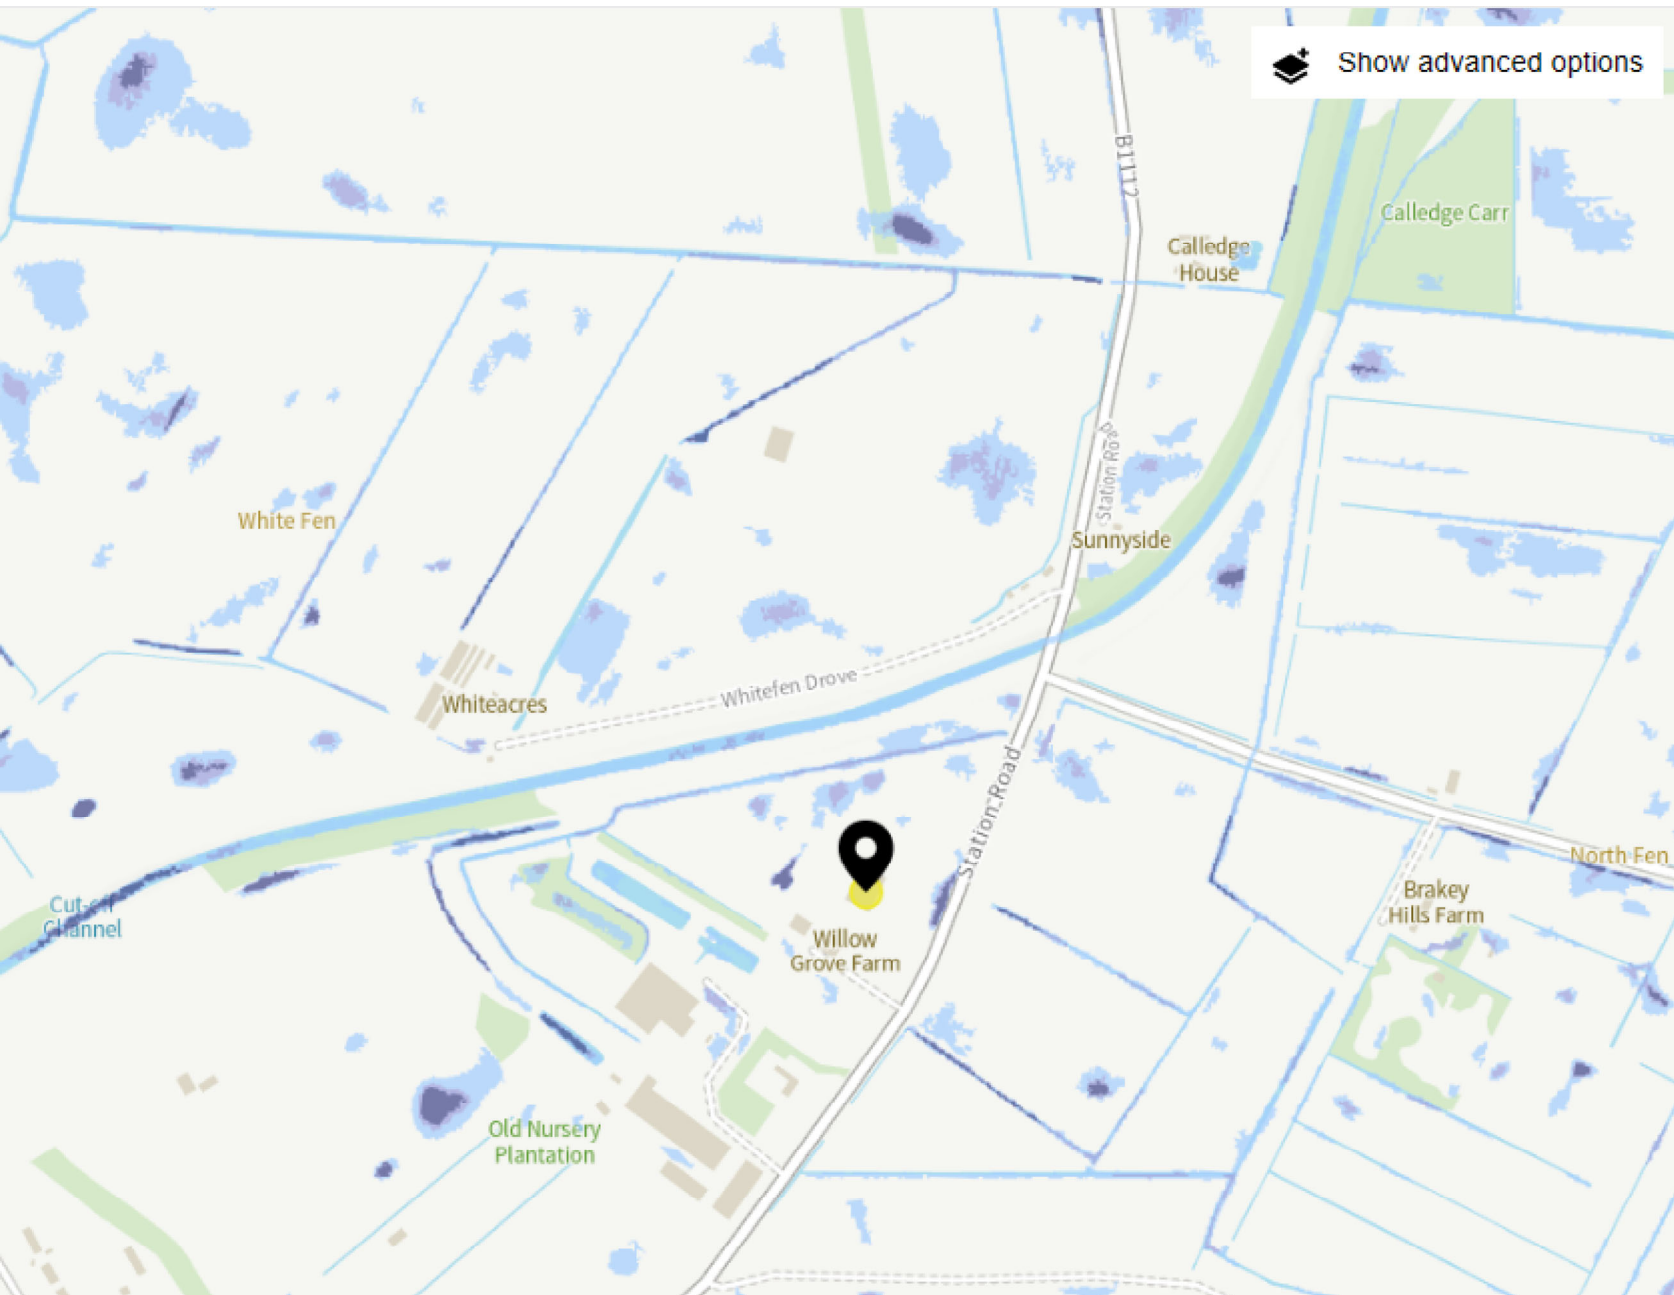 Show advanced options
B1112
Calledge Carr
Calledge
House
Station Road
White Fen
Sunnyside
Whitefen Drove
Whiteacres
Station Road
North Fen
Brakey
Hills Farm
Cut-off
Channel
Willow
Grove Farm
Old Nursery
Plantation